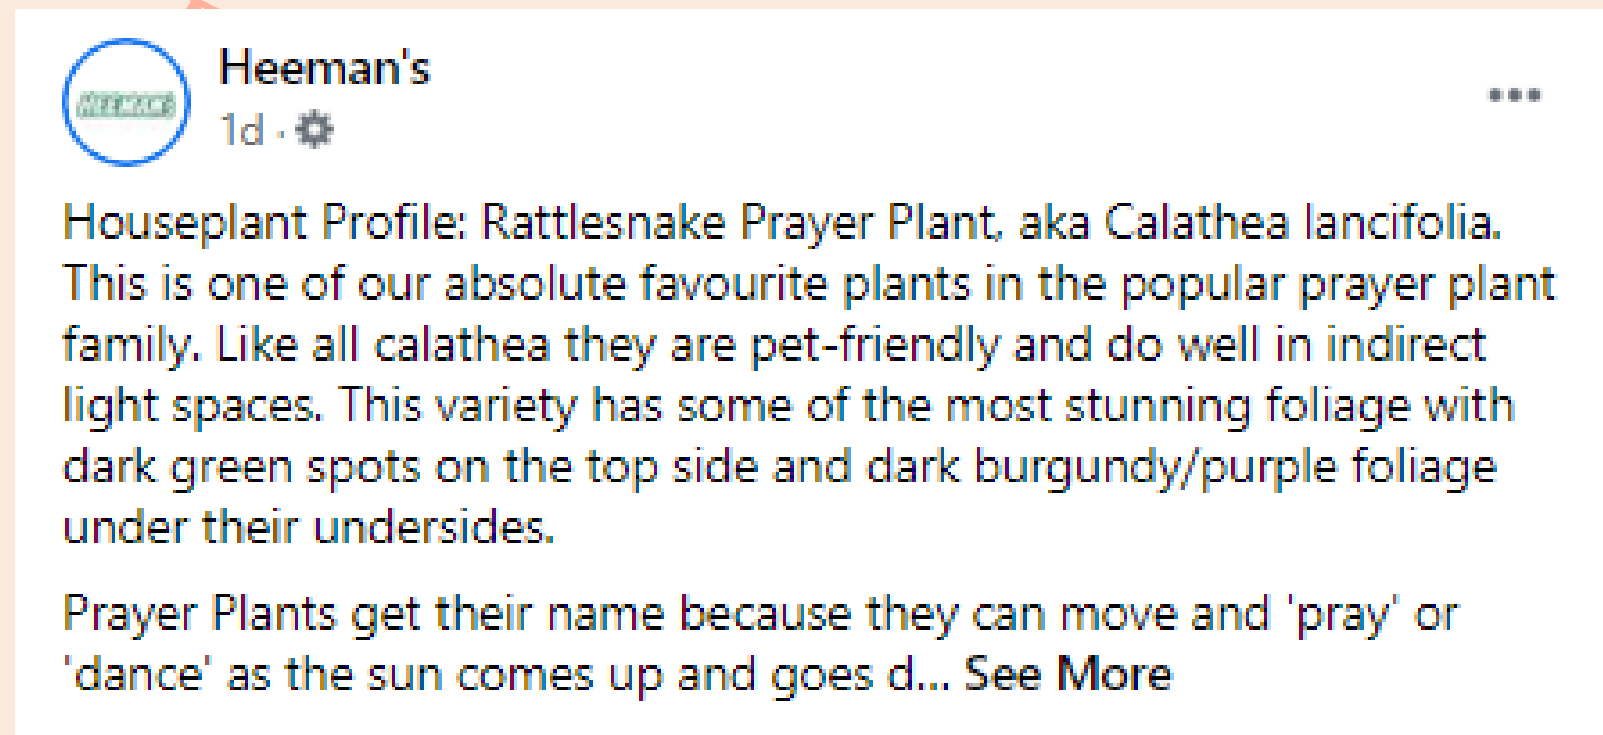 Heeman's
HEEMAN'S
1d ·
Houseplant Profile: Rattlesnake Prayer Plant, aka Calathea lancifolia.
This is one of our absolute favourite plants in the popular prayer plant
family. Like all calathea they are pet-friendly and do well in indirect
light spaces. This variety has some of the most stunning foliage with
dark green spots on the top side and dark burgundy/purple foliage
under their undersides.
Prayer Plants get their name because they can move and 'pray' or
'dance' as the sun comes up and goes d... See More